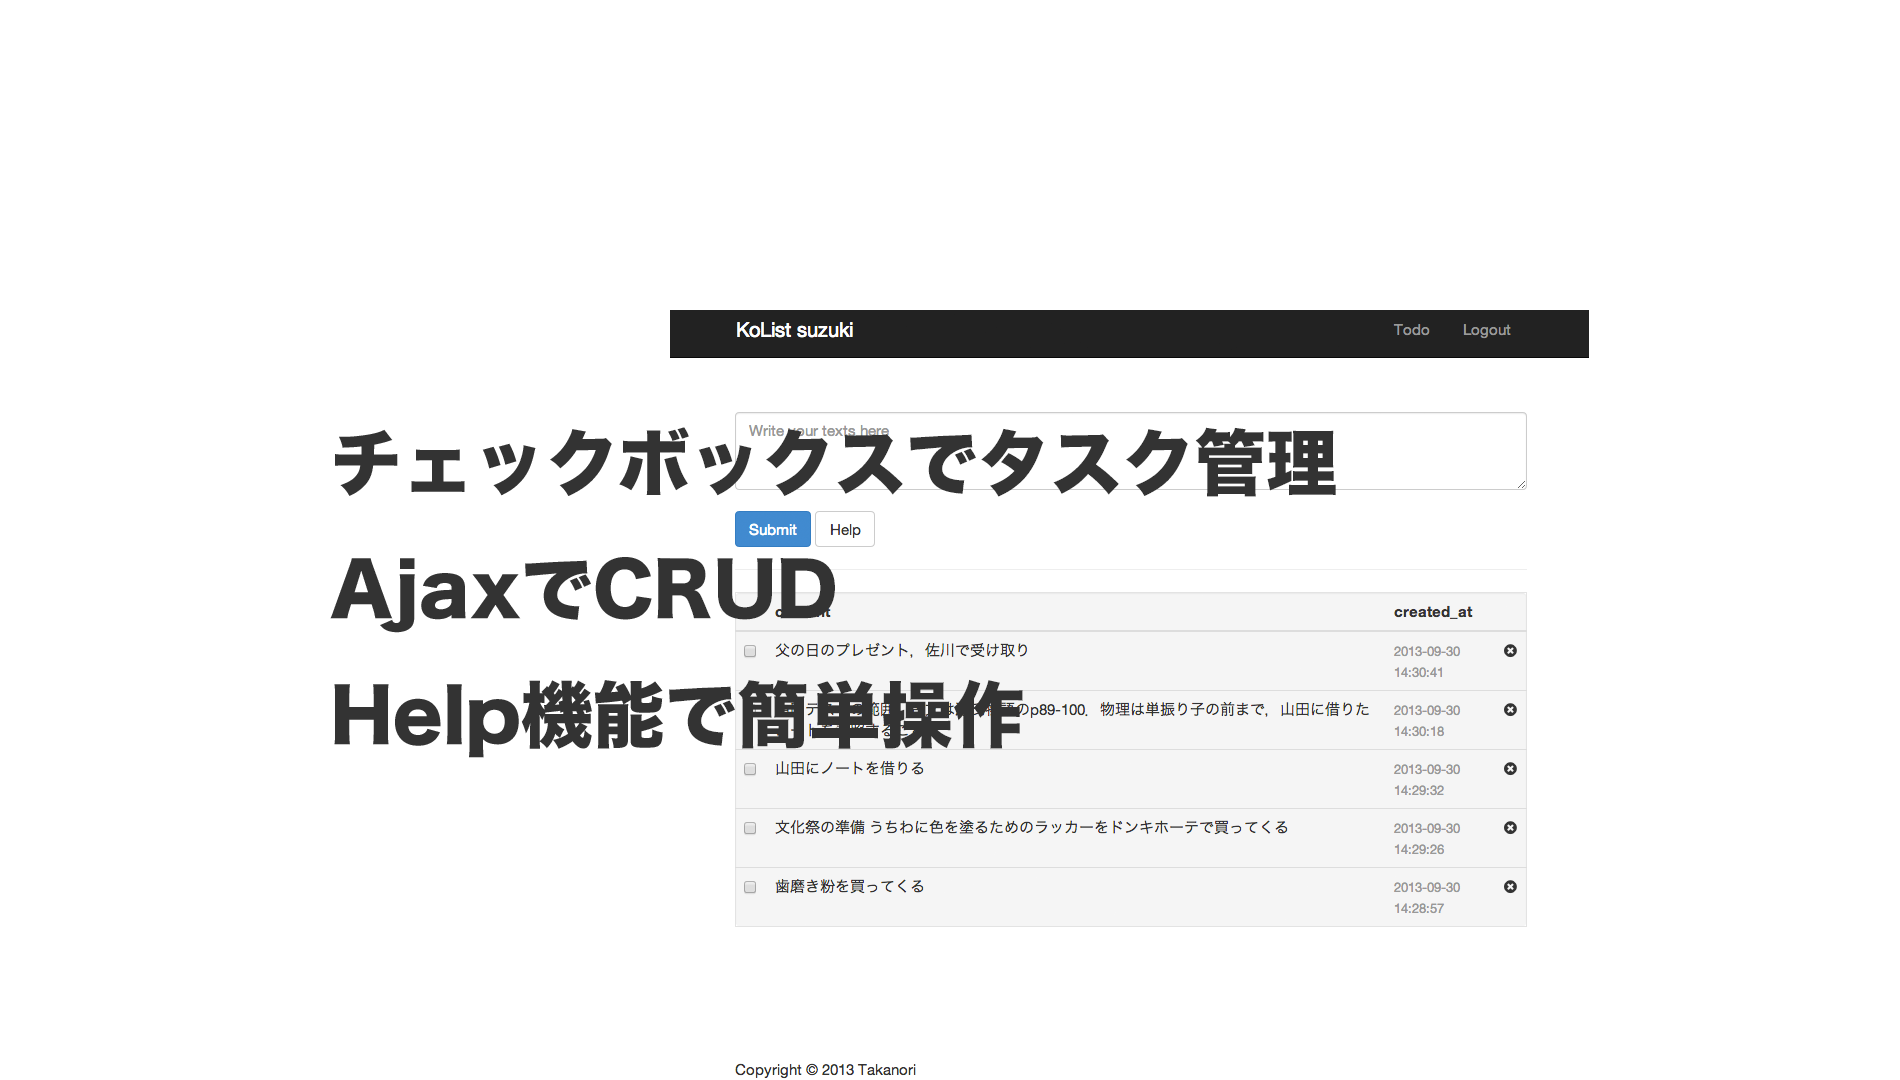 KoList suzuki
Todo
Logout
Write your texts here
チェックボックスでタスク管理
Submit
Help
AjaxでCRUD
created_at
父の日のプレゼント，佐川で受け取り
2013-09-30
14:30:41
Help機能で簡単操作
のp89-100．物理は単振り子の前まで，山田に借りた
2013-09-30
14:30:18
山田にノートを借りる
2013-09-30
14:29:32
文化祭の準備 うちわに色を塗るためのラッカーをドンキホーテで買ってくる
2013-09-30
14:29:26
歯磨き粉を買ってくる
2013-09-30
14:28:57
Copyright © 2013 Takanori